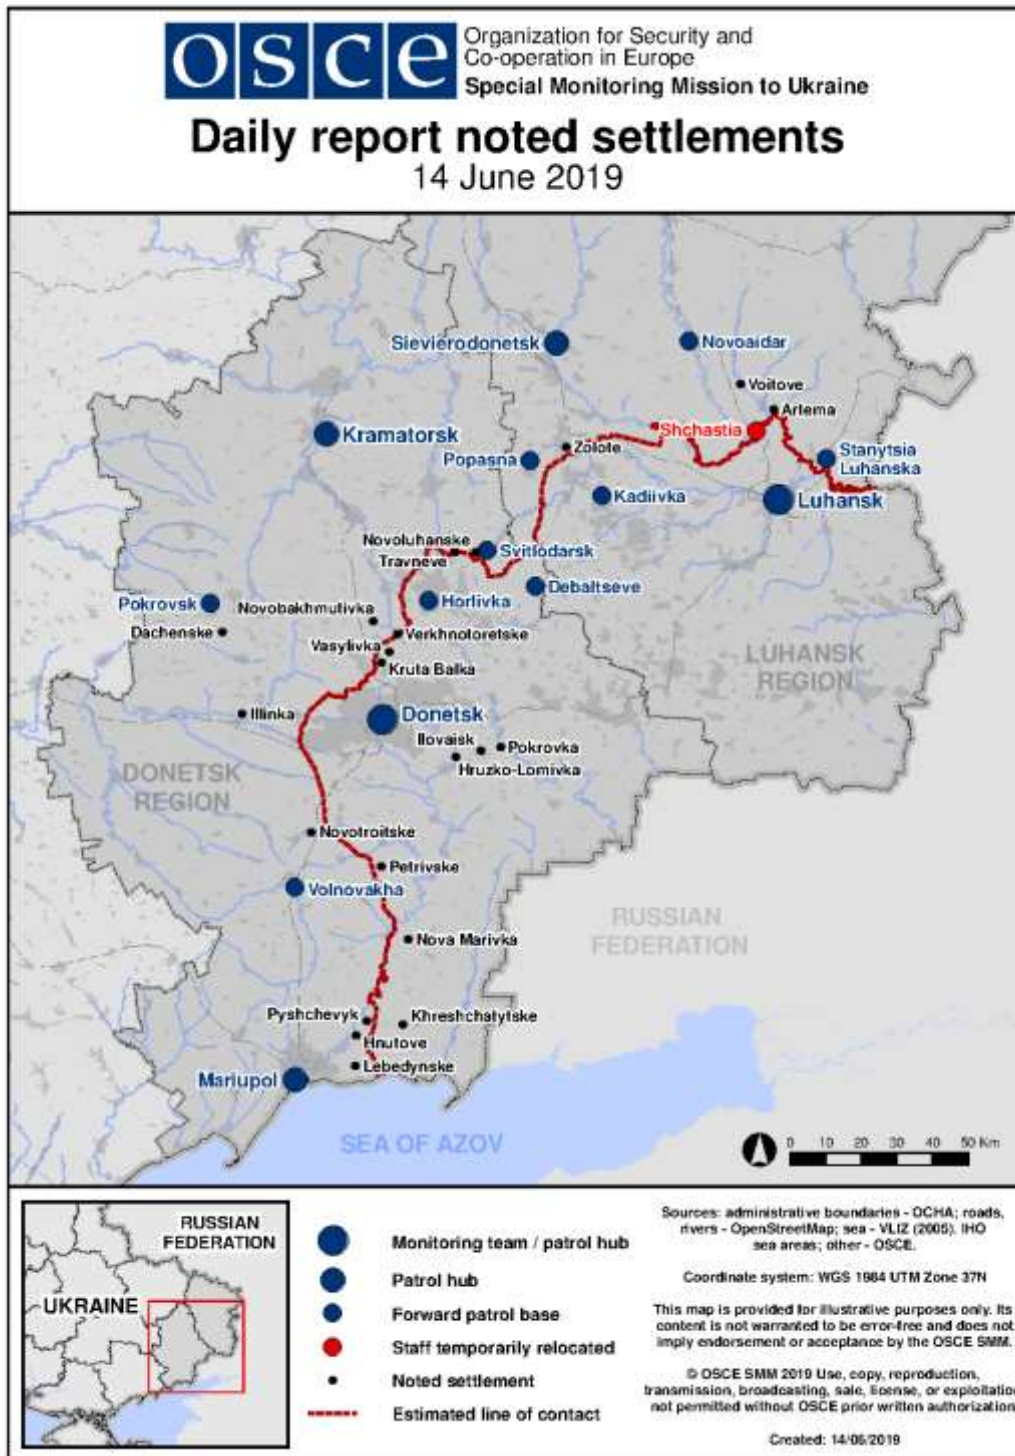 osce
Organization for Security and
Co-operation in Europe
Special Monitoring Mission to Ukraine
Daily report noted settlements
14 June 2019
Sievierodonetsk
Novoaidar
Voitove
Artema
Kramatorsk
Shchastia
Zolote
Popasna
Stanytsia
Luhanska
Kadiivka
Luhansk
Novoluhanske
Travneve
Svitlodarsk
Debaltseve
Horlivka
Pokrovsk
Novobakhmutivka
Dachenske
Verkhnotoretske
Vasylivka
Kruta Balka
LUHANSK
REGION
Illinka
Donetsk
Ilovaisk
Pokrovka
Hruzko-Lomivka
DONETSK
REGION
Novotroitske
Petrivske
Volnovakha
RUSSIAN
FEDERATION
Nova Marivka
Pyshchevyk
Khreshchatytske
Hnutove
Lebedynske
Mariupol
SEA OF AZOV
0 10 20 30 40 50 Km
RUSSIAN
FEDERATION
UKRAINE
Monitoring team / patrol hub
Patrol hub
Forward patrol base
Staff temporarily relocated
Noted settlement
Estimated line of contact
Sources: administrative boundaries - OCHA; roads,
rivers - OpenStreetMap; sea - VLIZ (2005). IHO
sea areas; other - OSCE.
Coordinate system: WGS 1984 UTM Zone 37N
This map is provided for illustrative purposes only. Its
content is not warranted to be error-free and does not
imply endorsement or acceptance by the OSCE SMM.
© OSCE SMM 2019 Use, copy, reproduction,
transmission, broadcasting, sale, license, or exploitation
not permitted without OSCE prior written authorization
Created: 14/06/2019